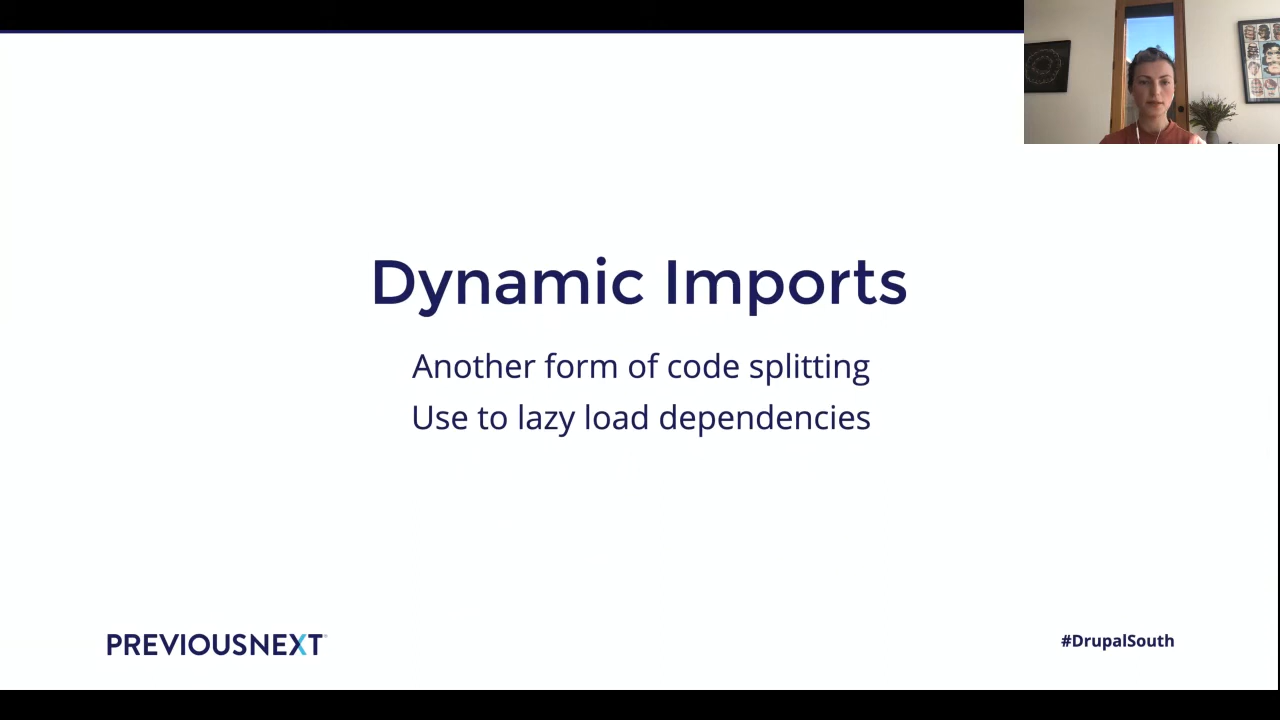 Dynamic Imports
Another form of code splitting
Use to lazy load dependencies
PREVIOUSNEXT
#DrupalSouth